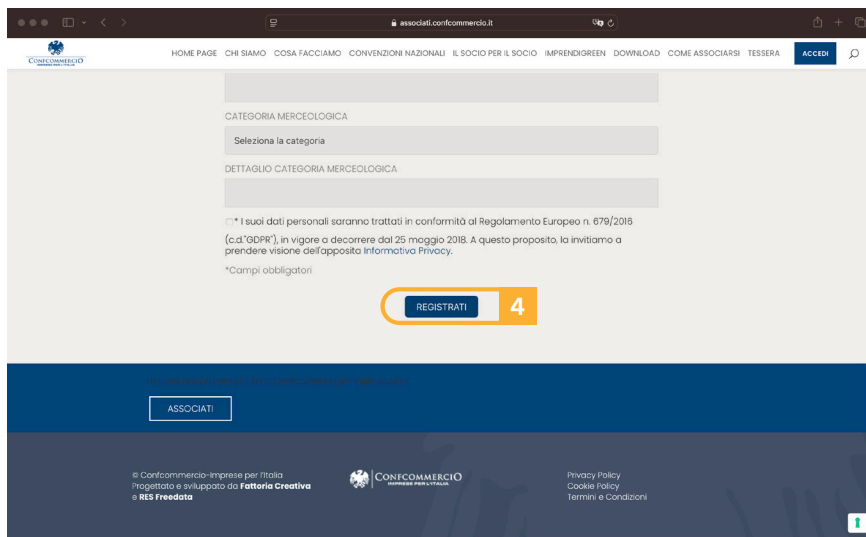 associati.confcommercio.it
CONFCOMMERCIO
IMPRESE PER L'ITALIA
HOME PAGE CHI SIAMO COSA FACCIAMO CONVENZIONI NAZIONALI IL SOCIO PER IL SOCIO IMPRENDIGREEN DOWNLOAD COME ASSOCIARSI TESSERA ACCEDI
CATEGORIA MERCEOLOGICA
Seleziona la categoria
DETTAGLIO CATEGORIA MERCEOLOGICA
* I suoi dati personali saranno trattati in conformità al Regolamento Europeo n. 679/2016
(c.d."GDPR"), in vigore a decorrere dal 25 maggio 2018. A questo proposito, la invitiamo a
prendere visione dell'apposita Informativa Privacy.
*Campi obbligatori
REGISTRATI 4
ASSOCIATI
© Confcommercio-Imprese per l'Italia
Progettato e sviluppato da Fattoria Creativa
e RES Freedata
CONFCOMMERCIO
IMPRESE PER L'ITALIA
Privacy Policy
Cookie Policy
Termini e Condizioni